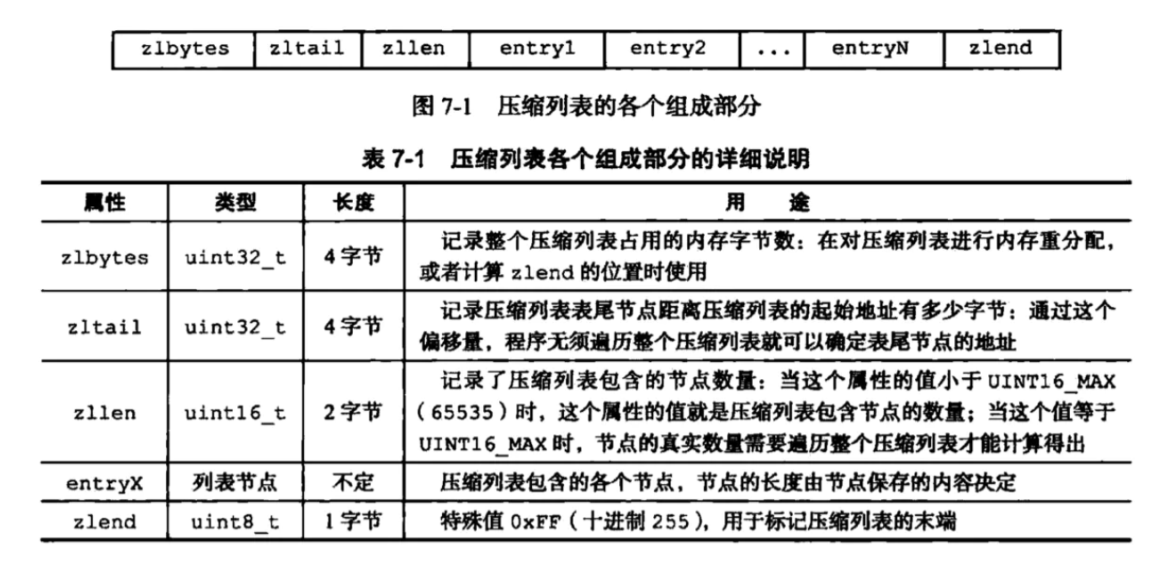 zlbytes zltail zllen entry1 entry2 ... entryN zlend
图 7-1 压缩列表的各个组成部分
表 7-1 压缩列表各个组成部分的详细说明
属性 类型 长度 用 途
zlbytes uint32_t 4 字节 记录整个压缩列表占用的内存字节数：在对压缩列表进行内存重分配，
或者计算 zlend 的位置时使用
zltail uint32_t 4 字节 记录压缩列表表尾节点距离压缩列表的起始地址有多少字节：通过这个
偏移量，程序无须遍历整个压缩列表就可以确定表尾节点的地址
zllen uint16_t 2 字节 记录了压缩列表包含的节点数量：当这个属性的值小于 UINT16_MAX
（65535）时，这个属性的值就是压缩列表包含节点的数量；当这个值等于
UINT16_MAX 时，节点的真实数量需要遍历整个压缩列表才能计算得出
entryX 列表节点 不定 压缩列表包含的各个节点，节点的长度由节点保存的内容决定
zlend uint8_t 1 字节 特殊值 0xFF（十进制 255），用于标记压缩列表的末端